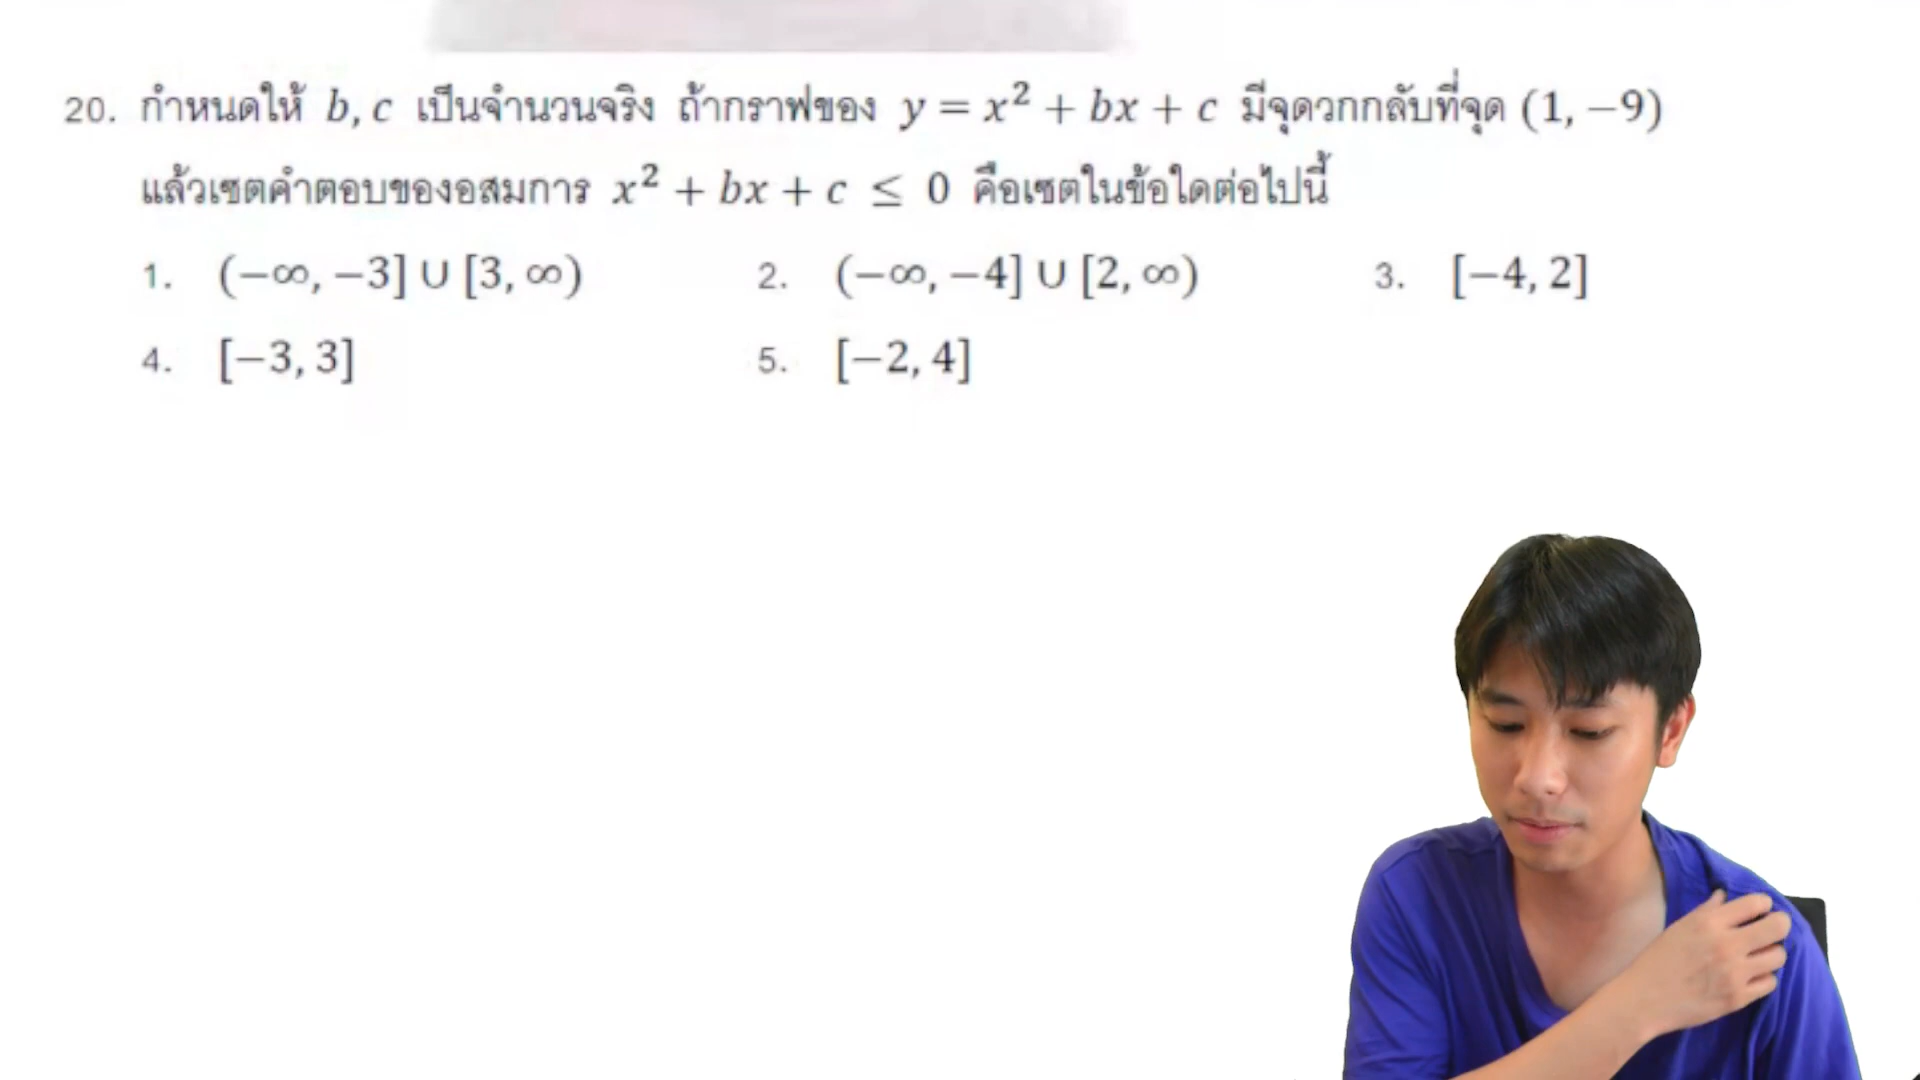 20. กำหนดให้ b, c เป็นจำนวนจริง ถ้ากราฟของ y = x² + bx + c มีจุดวกกลับที่จุด (1, −9)
แล้วเซตคำตอบของอสมการ x² + bx + c ≤ 0 คือเซตในข้อใดต่อไปนี้
1. (−∞, −3] ∪ [3, ∞) 2. (−∞, −4] ∪ [2, ∞) 3. [−4, 2]
4. [−3, 3] 5. [−2, 4]